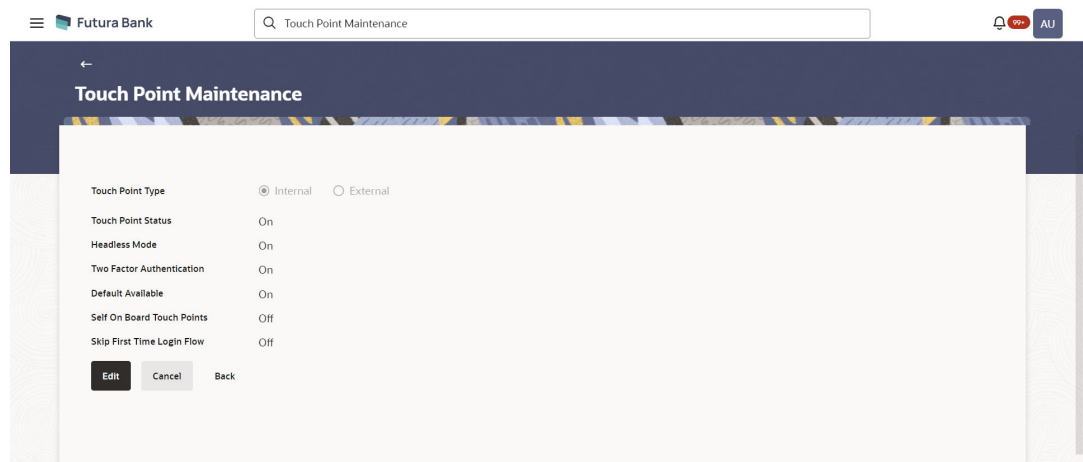 Futura Bank
Touch Point Maintenance
99+
AU
Touch Point Maintenance
Touch Point Type Internal External
Touch Point Status On
Headless Mode On
Two Factor Authentication On
Default Available On
Self On Board Touch Points Off
Skip First Time Login Flow Off
Edit Cancel Back